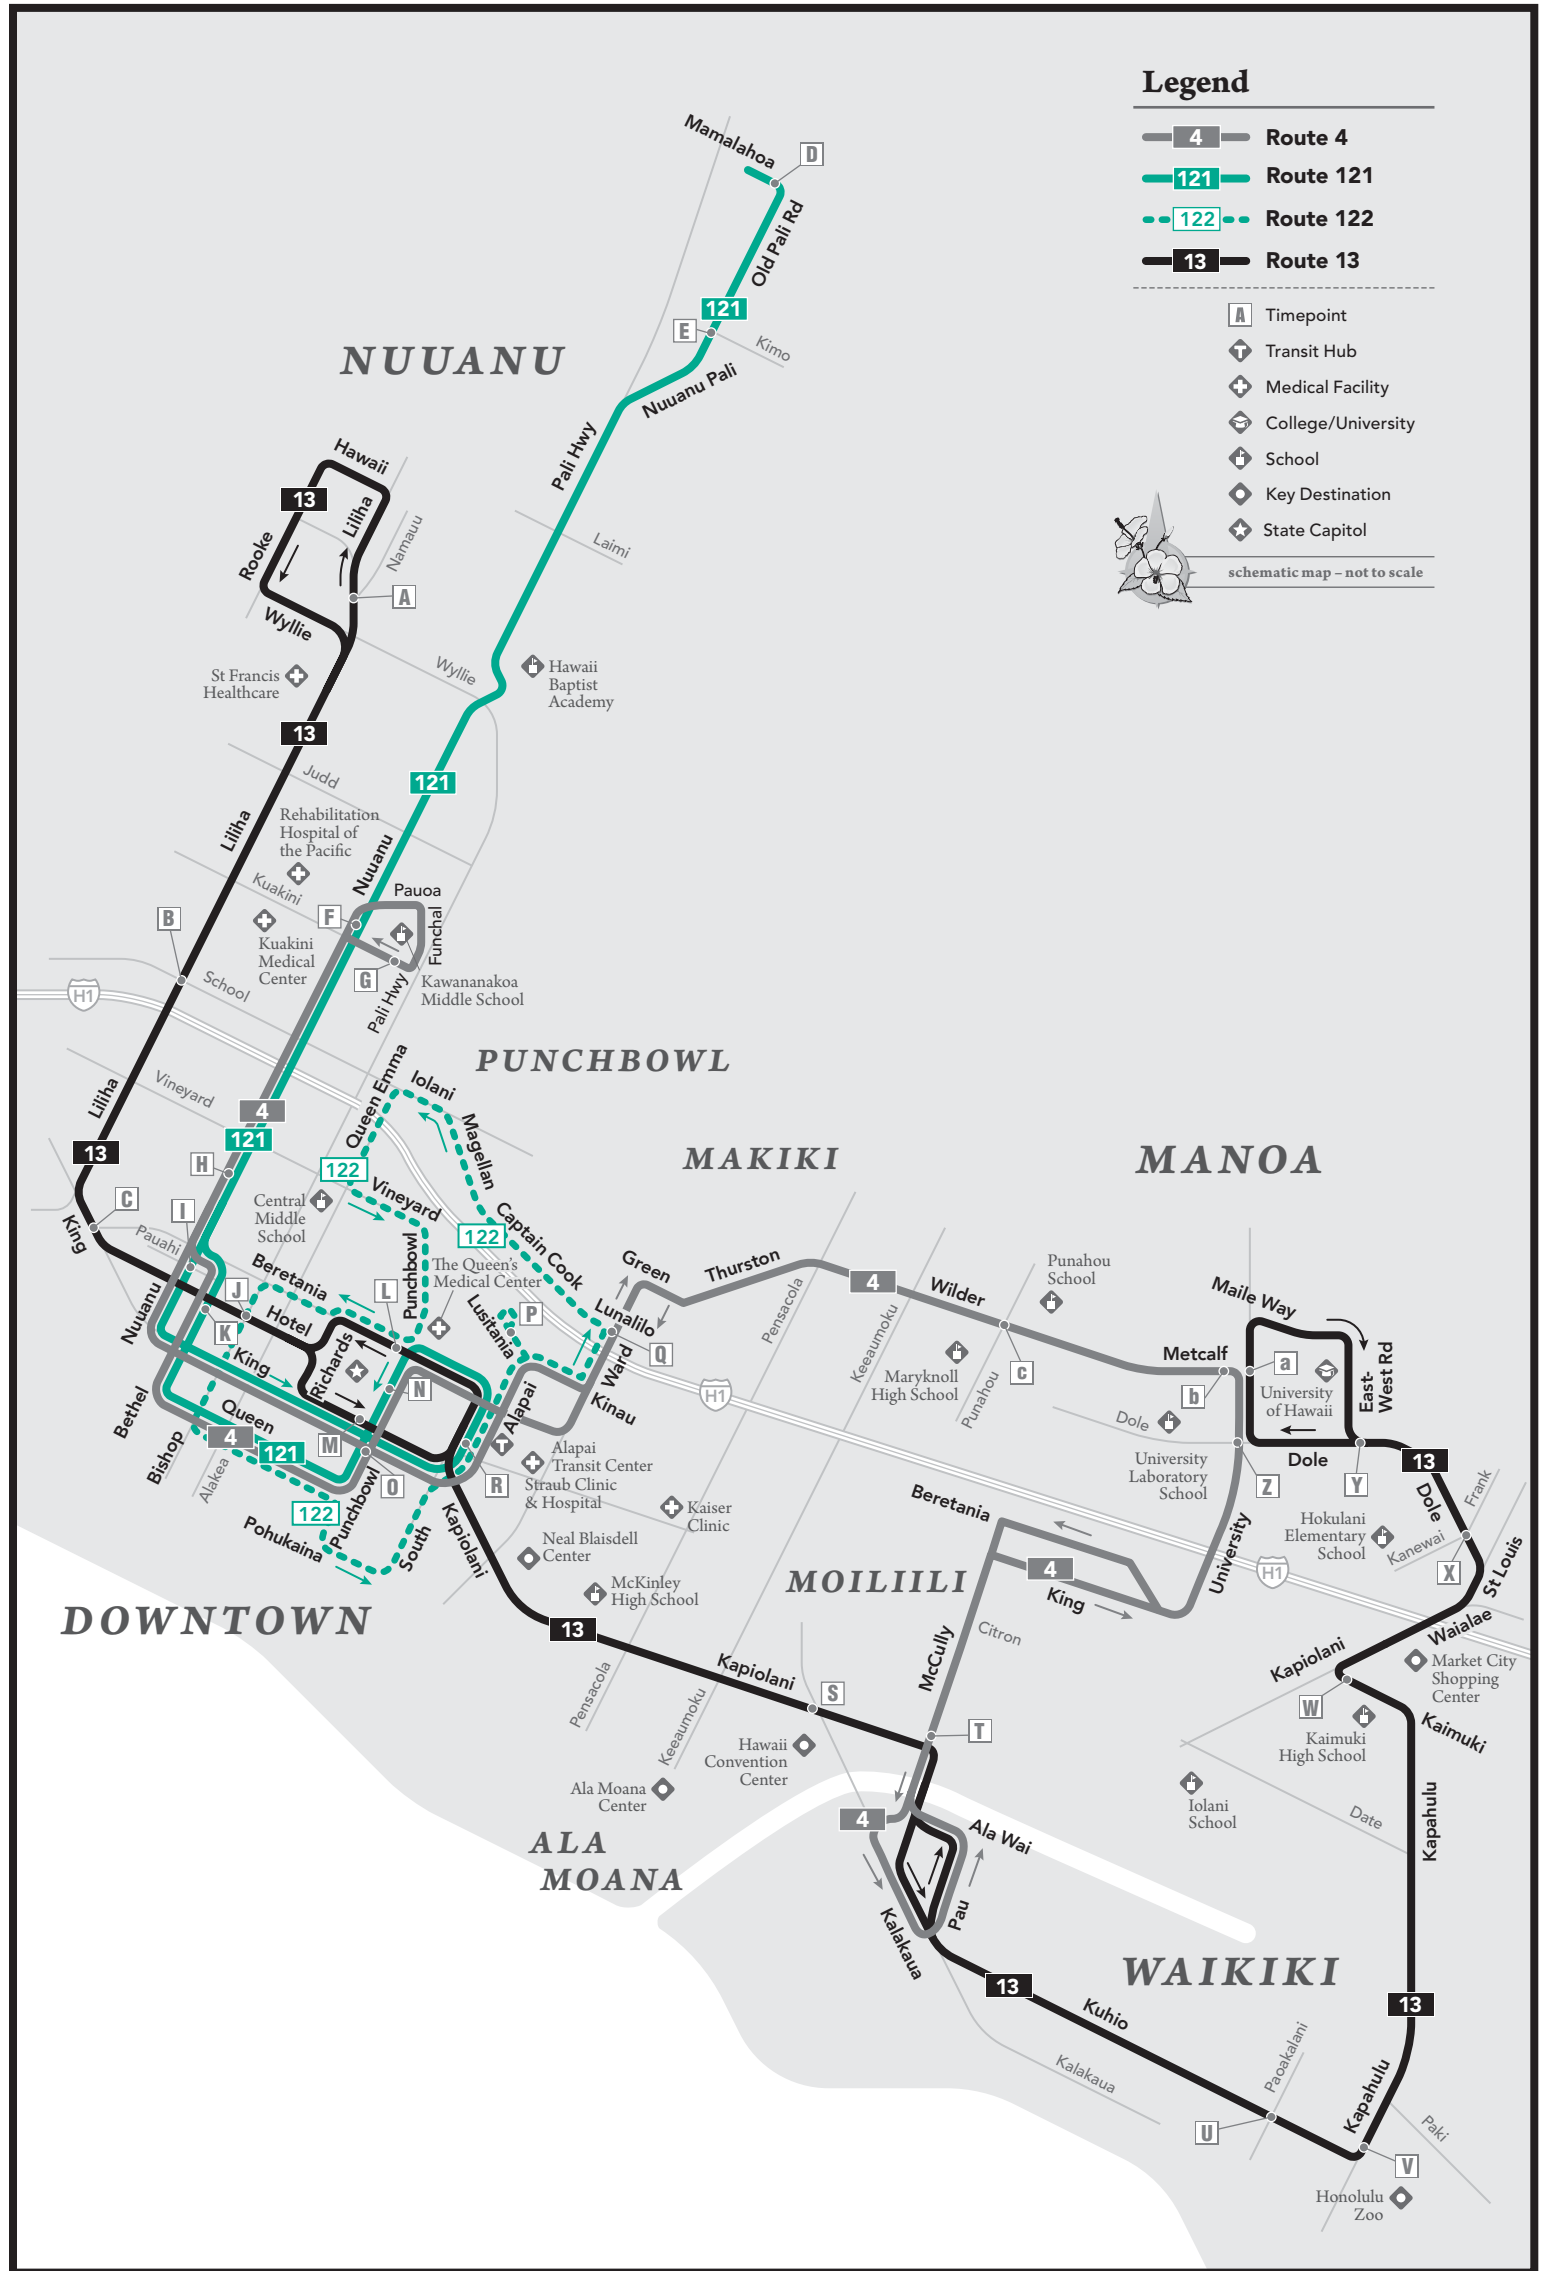 Legend
4 Route 4
121 Route 121
122 Route 122
13 Route 13
A Timepoint
Transit Hub
Medical Facility
College/University
School
Key Destination
State Capitol
schematic map – not to scale
Mamalahoa
D
Old Pali Rd
121
E
Kimo
NUUANU
Nuuanu Pali
Pali Hwy
Hawaii
13
Liliha
Namauu
Laimi
Rooke
A
Wyllie
Wyllie
St Francis
Healthcare
Hawaii
Baptist
Academy
13
Judd
121
Rehabilitation
Hospital of
the Pacific
Liliha
Nuuanu
Kuakini
Pauoa
B
F
Funchal
Kuakini
Medical
Center
G
Kawananakoa
Middle School
School
H1
Pali Hwy
PUNCHBOWL
Vineyard
Liliha
Queen Emma
Iolani
4
121
Magellan
13
H
122
MAKIKI
MANOA
C
I
Central
Middle
School
Vineyard
Captain Cook
122
King
Pauahi
Punchbowl
The Queen's
Medical Center
Green
Thurston
Punahou
School
Beretania
J
L
Lusitania
P
Lunalilo
4
Wilder
Maile Way
Nuuanu
K
Hotel
Richards
Q
Pensacola
Keeaumoku
Metcalf
a
East-
West Rd
King
N
Ward
Maryknoll
High School
c
b
University
of Hawaii
Bethel
Queen
Alapai
Kinau
H1
Punahou
Dole
4
121
M
Alapai
Transit Center
Dole
13
Bishop
Alakea
O
R
Straub Clinic
& Hospital
University
Laboratory
School
Z
Y
122
Punchbowl
Kaiser
Clinic
Beretania
Dole
Frank
Pohukaina
South
Kapiolani
Neal Blaisdell
Center
Hokulani
Elementary
School
Kanewai
X
H1
St Louis
McKinley
High School
MOILIILI
4
King
University
DOWNTOWN
13
Citron
Waialae
Kapiolani
McCully
Kapiolani
Market City
Shopping
Center
Pensacola
S
W
Keeaumoku
T
Kaimuki
High School
Kaimuki
Hawaii
Convention
Center
Ala Moana
Center
Iolani
School
Kapahulu
4
Date
ALA
MOANA
Ala Wai
Pau
Kalakaua
WAIKIKI
13
Kuhio
13
Paoakalani
Kalakaua
Kapahulu
Paki
U
V
Honolulu
Zoo